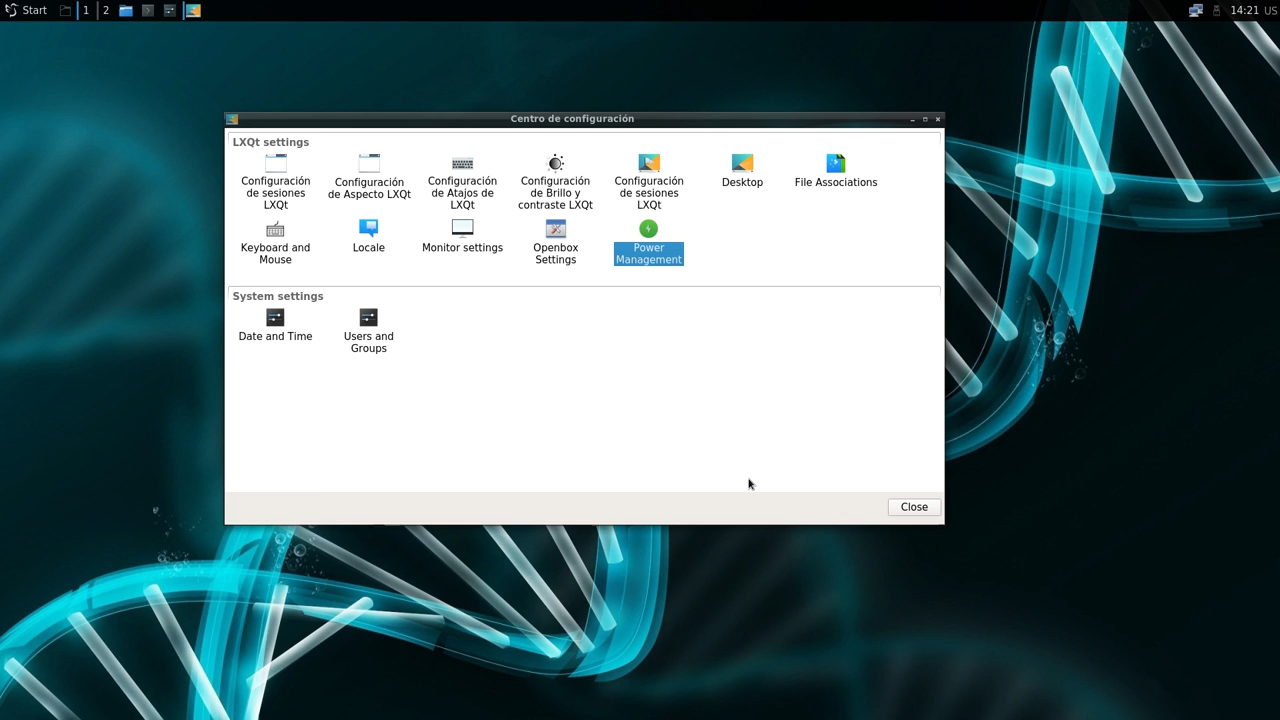 Start 1 2 14:21 US
Centro de configuración
LXQt settings
Configuración de sesiones LXQt
Configuración de Aspecto LXQt
Configuración de Atajos de LXQt
Configuración de Brillo y contraste LXQt
Configuración de sesiones LXQt
Desktop
File Associations
Keyboard and Mouse
Locale
Monitor settings
Openbox Settings
Power Management
System settings
Date and Time
Users and Groups
Close